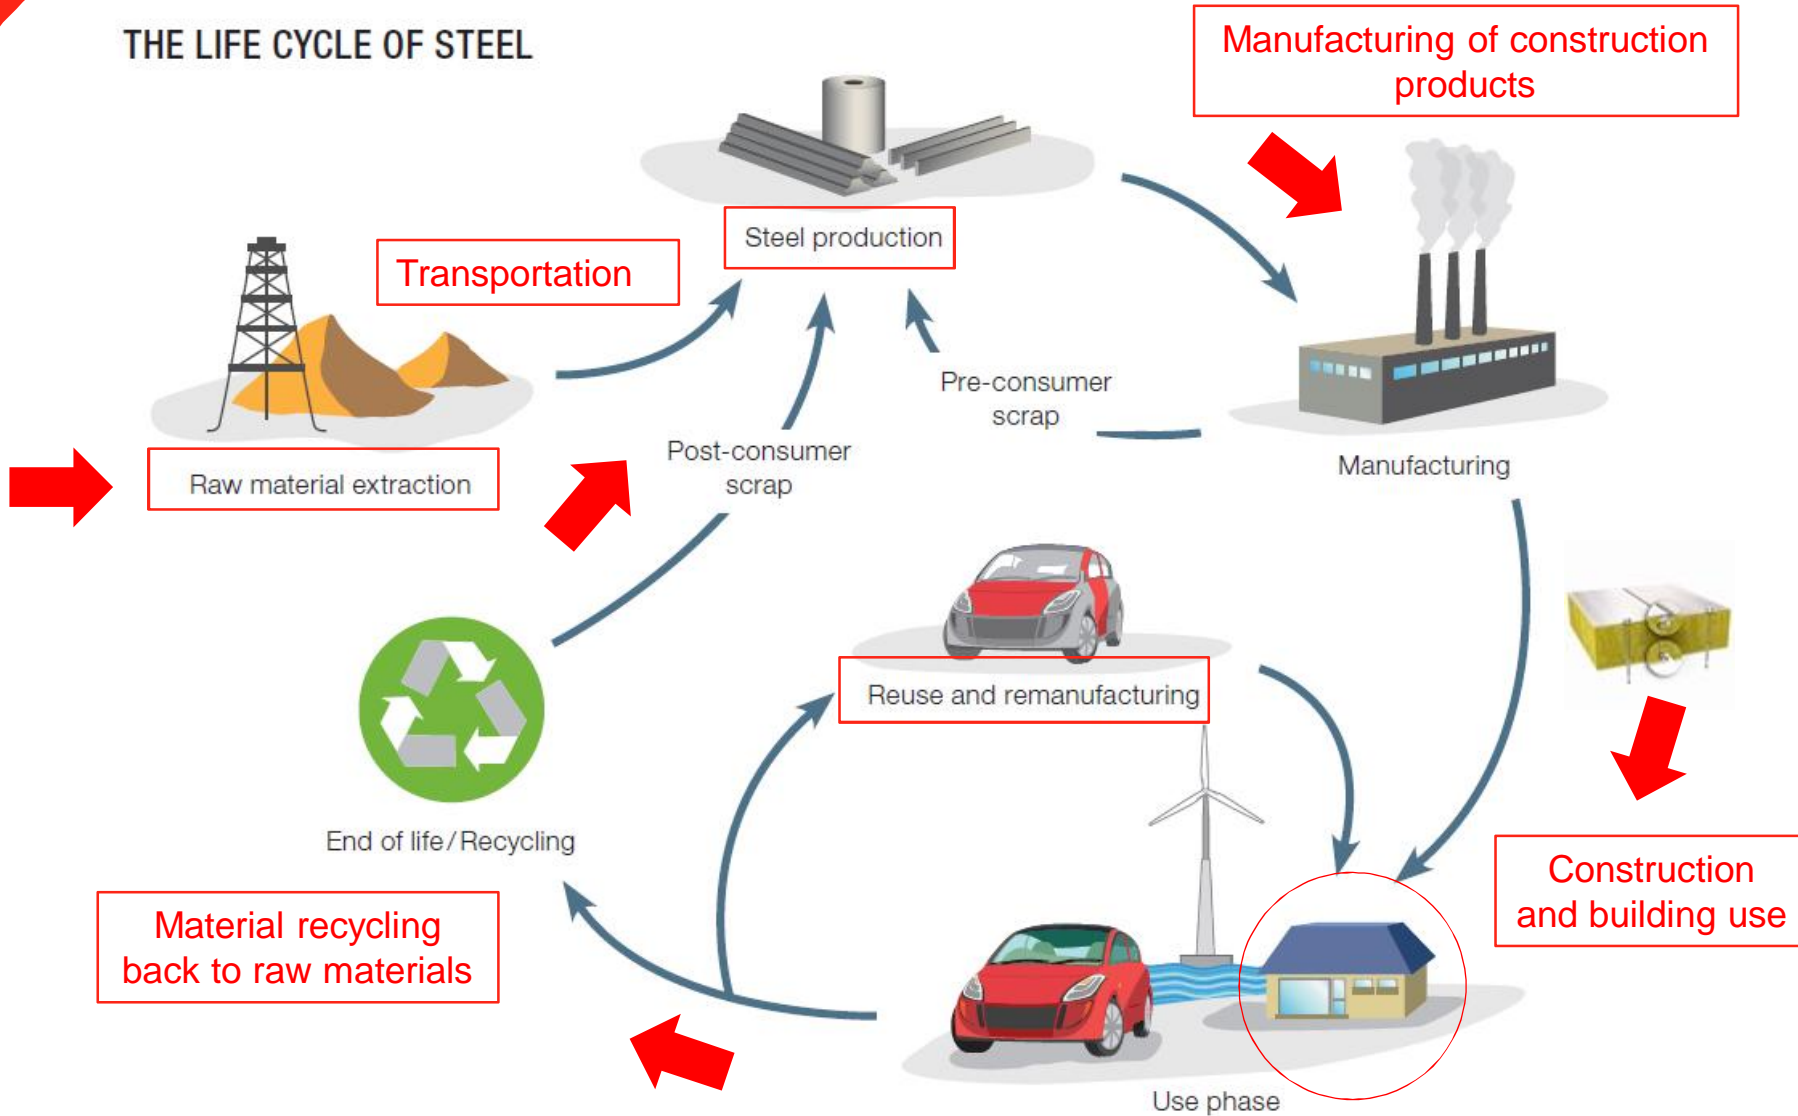 THE LIFE CYCLE OF STEEL
Manufacturing of construction
products
Steel production
Transportation
Raw material extraction
Pre-consumer
scrap
Post-consumer
scrap
Manufacturing
Reuse and remanufacturing
End of life/Recycling
Construction
and building use
Material recycling
back to raw materials
Use phase